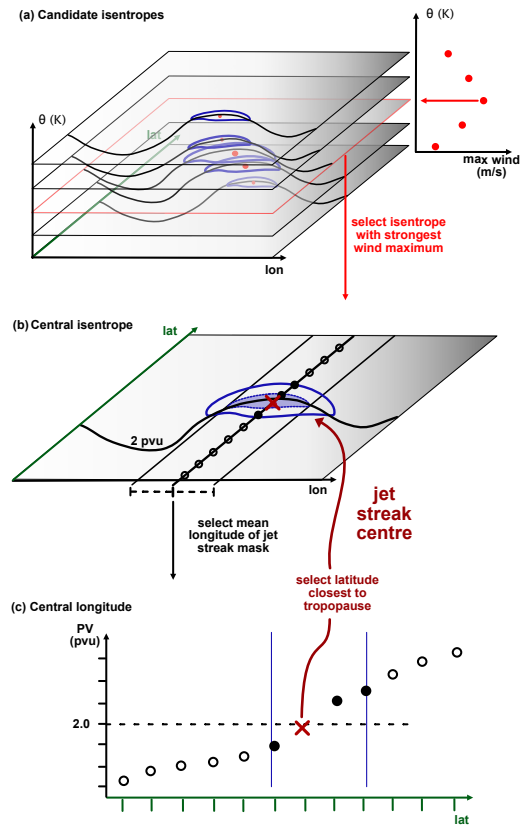 (a) Candidate isentropes
θ (K)
θ (K)
lat
lon
max wind
(m/s)
select isentrope
with strongest
wind maximum
(b) Central isentrope
lat
2 pvu
lon
select mean
longitude of jet
streak mask
jet
streak
centre
select latitude
closest to
tropopause
(c) Central longitude
PV
(pvu)
2.0
lat